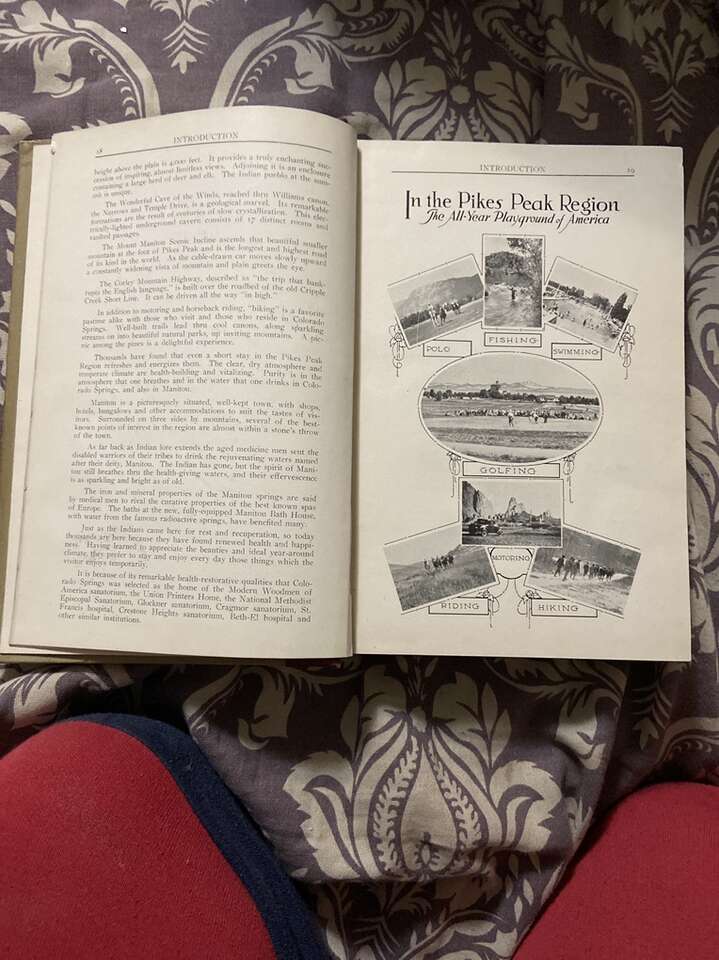 18
INTRODUCTION
height above the plain is 4,000 feet. It provides a truly enchanting suc-
cession of inspiring, almost limitless views. Adjoining it is an enclosure
containing a large herd of deer and elk. The Indian pueblo at the sum-
mit is unique.
The Wonderful Cave of the Winds, reached thru Williams canon,
the Narrows and Temple Drive, is a geological marvel. Its remarkable
formations are the result of centuries of slow crystallization. This elec-
trically-lighted underground cavern consists of 17 distinct rooms and
vaulted passages.
The Mount Manitou Scenic Incline ascends that beautiful smaller
mountain at the foot of Pikes Peak and is the longest and highest road
of its kind in the world. As the cable-drawn car moves slowly upward
a constantly widening vista of mountain and plain greets the eye.
The Corley Mountain Highway, described as "the trip that bank-
rupts the English language," is built over the roadbed of the old Cripple
Creek Short Line. It can be driven all the way "in high."
In addition to motoring and horseback riding, "hiking" is a favorite
pastime alike with those who visit and those who reside in Colorado
Springs. Well-built trails lead thru cool canons, along sparkling
streams on into beautiful natural parks, up inviting mountains. A pic-
nic among the pines is a delightful experience.
Thousands have found that even a short stay in the Pikes Peak
Region refreshes and energizes them. The clear, dry atmosphere and
temperate climate are health-building and vitalizing. Purity is in the
atmosphere that one breathes and in the water that one drinks in Colo-
rado Springs, and also in Manitou.
Manitou is a picturesquely situated, well-kept town, with shops,
hotels, bungalows and other accommodations to suit the tastes of vis-
itors. Surrounded on three sides by mountains, several of the best-
known points of interest in the region are almost within a stone's throw
of the town.
As far back as Indian lore extends the aged medicine men sent the
disabled warriors of their tribes to drink the rejuvenating waters named
after their deity, Manitou. The Indian has gone, but the spirit of Mani-
tou still breathes thru the health-giving waters, and their effervescence
is as sparkling and bright as of old.
The iron and mineral properties of the Manitou springs are said
by medical men to rival the curative properties of the best known spas
of Europe. The baths at the new, fully-equipped Manitou Bath House,
with water from the famous radioactive springs, have benefited many.
Just as the Indians came here for rest and recuperation, so today
thousands are here because they have found renewed health and happi-
ness. Having learned to appreciate the beauties and ideal year-around
climate, they prefer to stay and enjoy every day those things which the
visitor enjoys temporarily.
It is because of its remarkable health-restorative qualities that Colo-
rado Springs was selected as the home of the Modern Woodmen of
America sanatorium, the Union Printers Home, the National Methodist
Episcopal Sanatorium, Glockner sanatorium, Cragmor sanatorium, St.
Francis hospital, Crestone Heights sanatorium, Beth-El hospital and
other similar institutions.
INTRODUCTION
19
In the Pikes Peak Region
The All-Year Playground of America
POLO
FISHING
SWIMMING
GOLFING
MOTORING
RIDING
HIKING